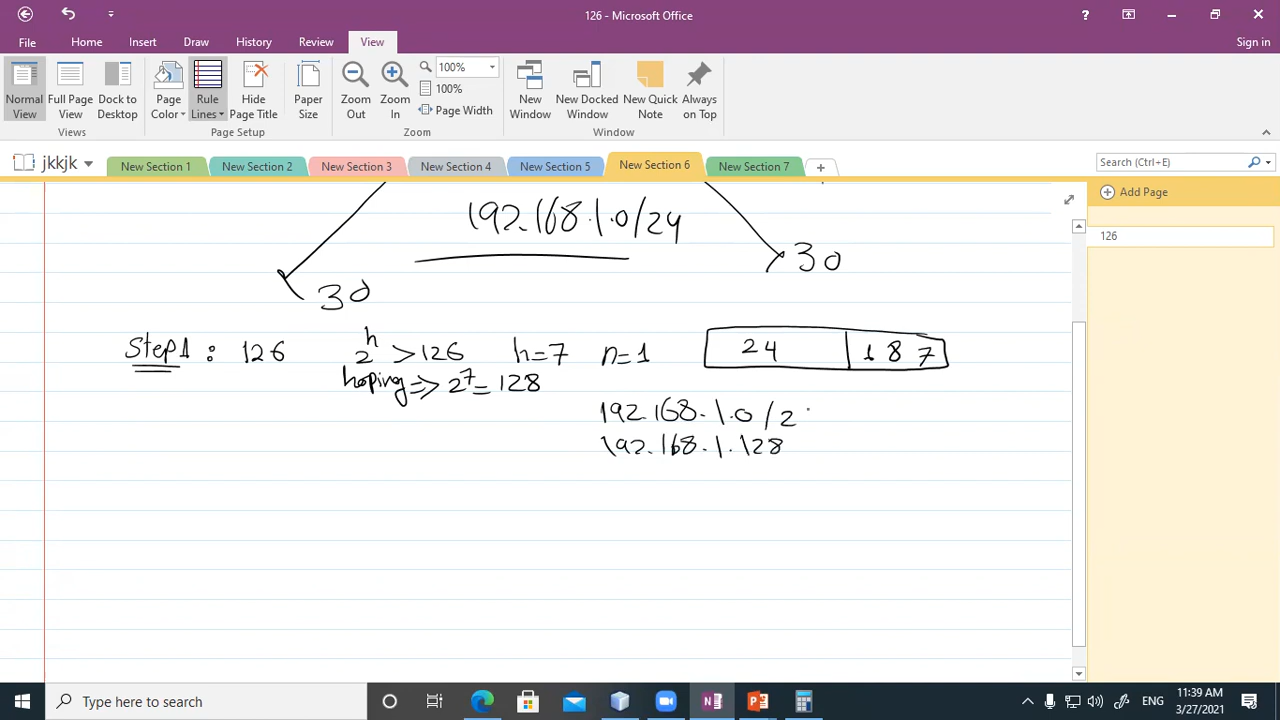 126 - Microsoft Office
? Sign in
File Home Insert Draw History Review View
100%
100%
Page Width
Normal View Full Page View Dock to Desktop Page Color Rule Lines Hide Page Title Paper Size Zoom Out Zoom In New Window New Docked Window New Quick Note Always on Top
Views Page Setup Zoom Window
jkkjk New Section 1 New Section 2 New Section 3 New Section 4 New Section 5 New Section 6 New Section 7 + Search (Ctrl+E)
Add Page
126
192.168.1.0/24
30
30
Step1 : 126 2^h > 126 h=7 n=1 24 1 8 7
hoping => 2^7 = 128
192.168.1.0 /2
192.168.1.128
Type here to search
ENG
11:39 AM
3/27/2021